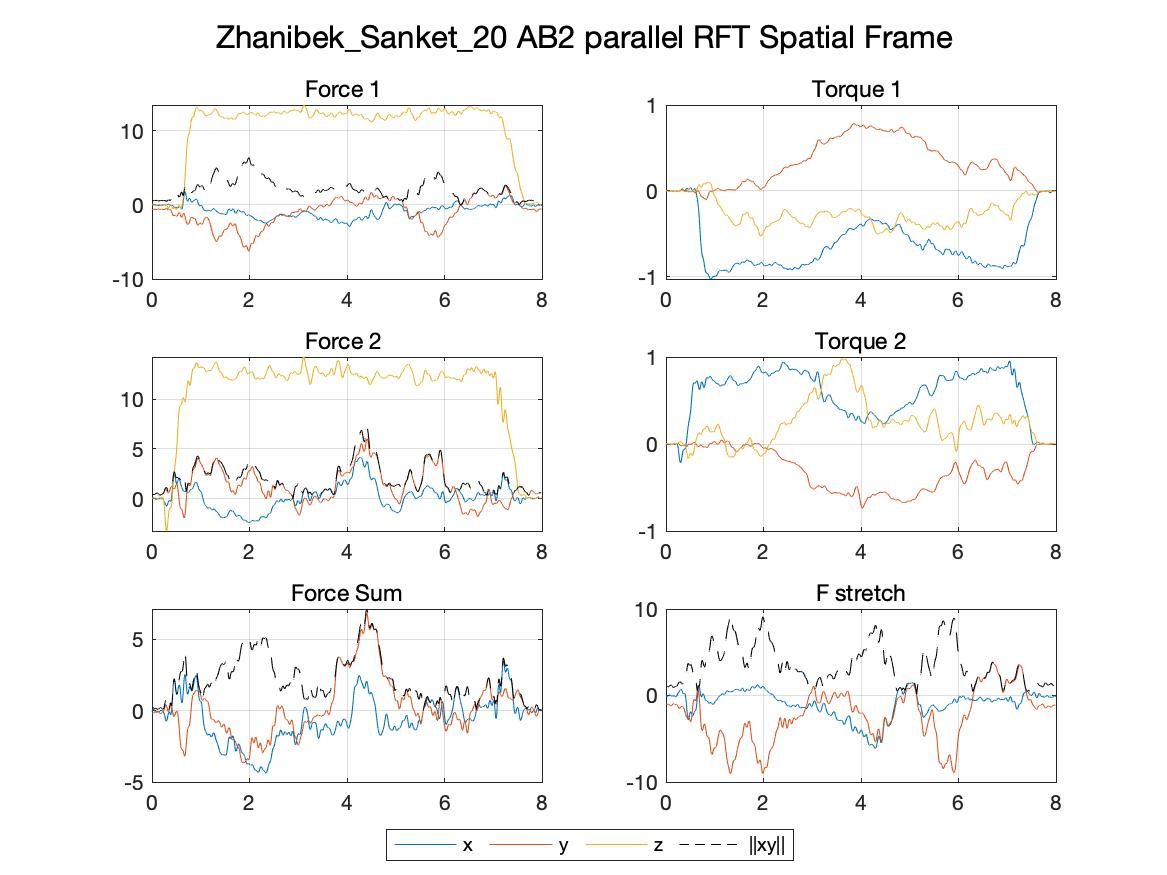 Zhanibek_Sanket_20 AB2 parallel RFT Spatial Frame
Force 1
10
0
-10
0 2 4 6 8
Torque 1
1
0
-1
0 2 4 6 8
Force 2
10
5
0
0 2 4 6 8
Torque 2
1
0
-1
0 2 4 6 8
Force Sum
5
0
-5
0 2 4 6 8
F stretch
10
0
-10
0 2 4 6 8
x y z ||xy||